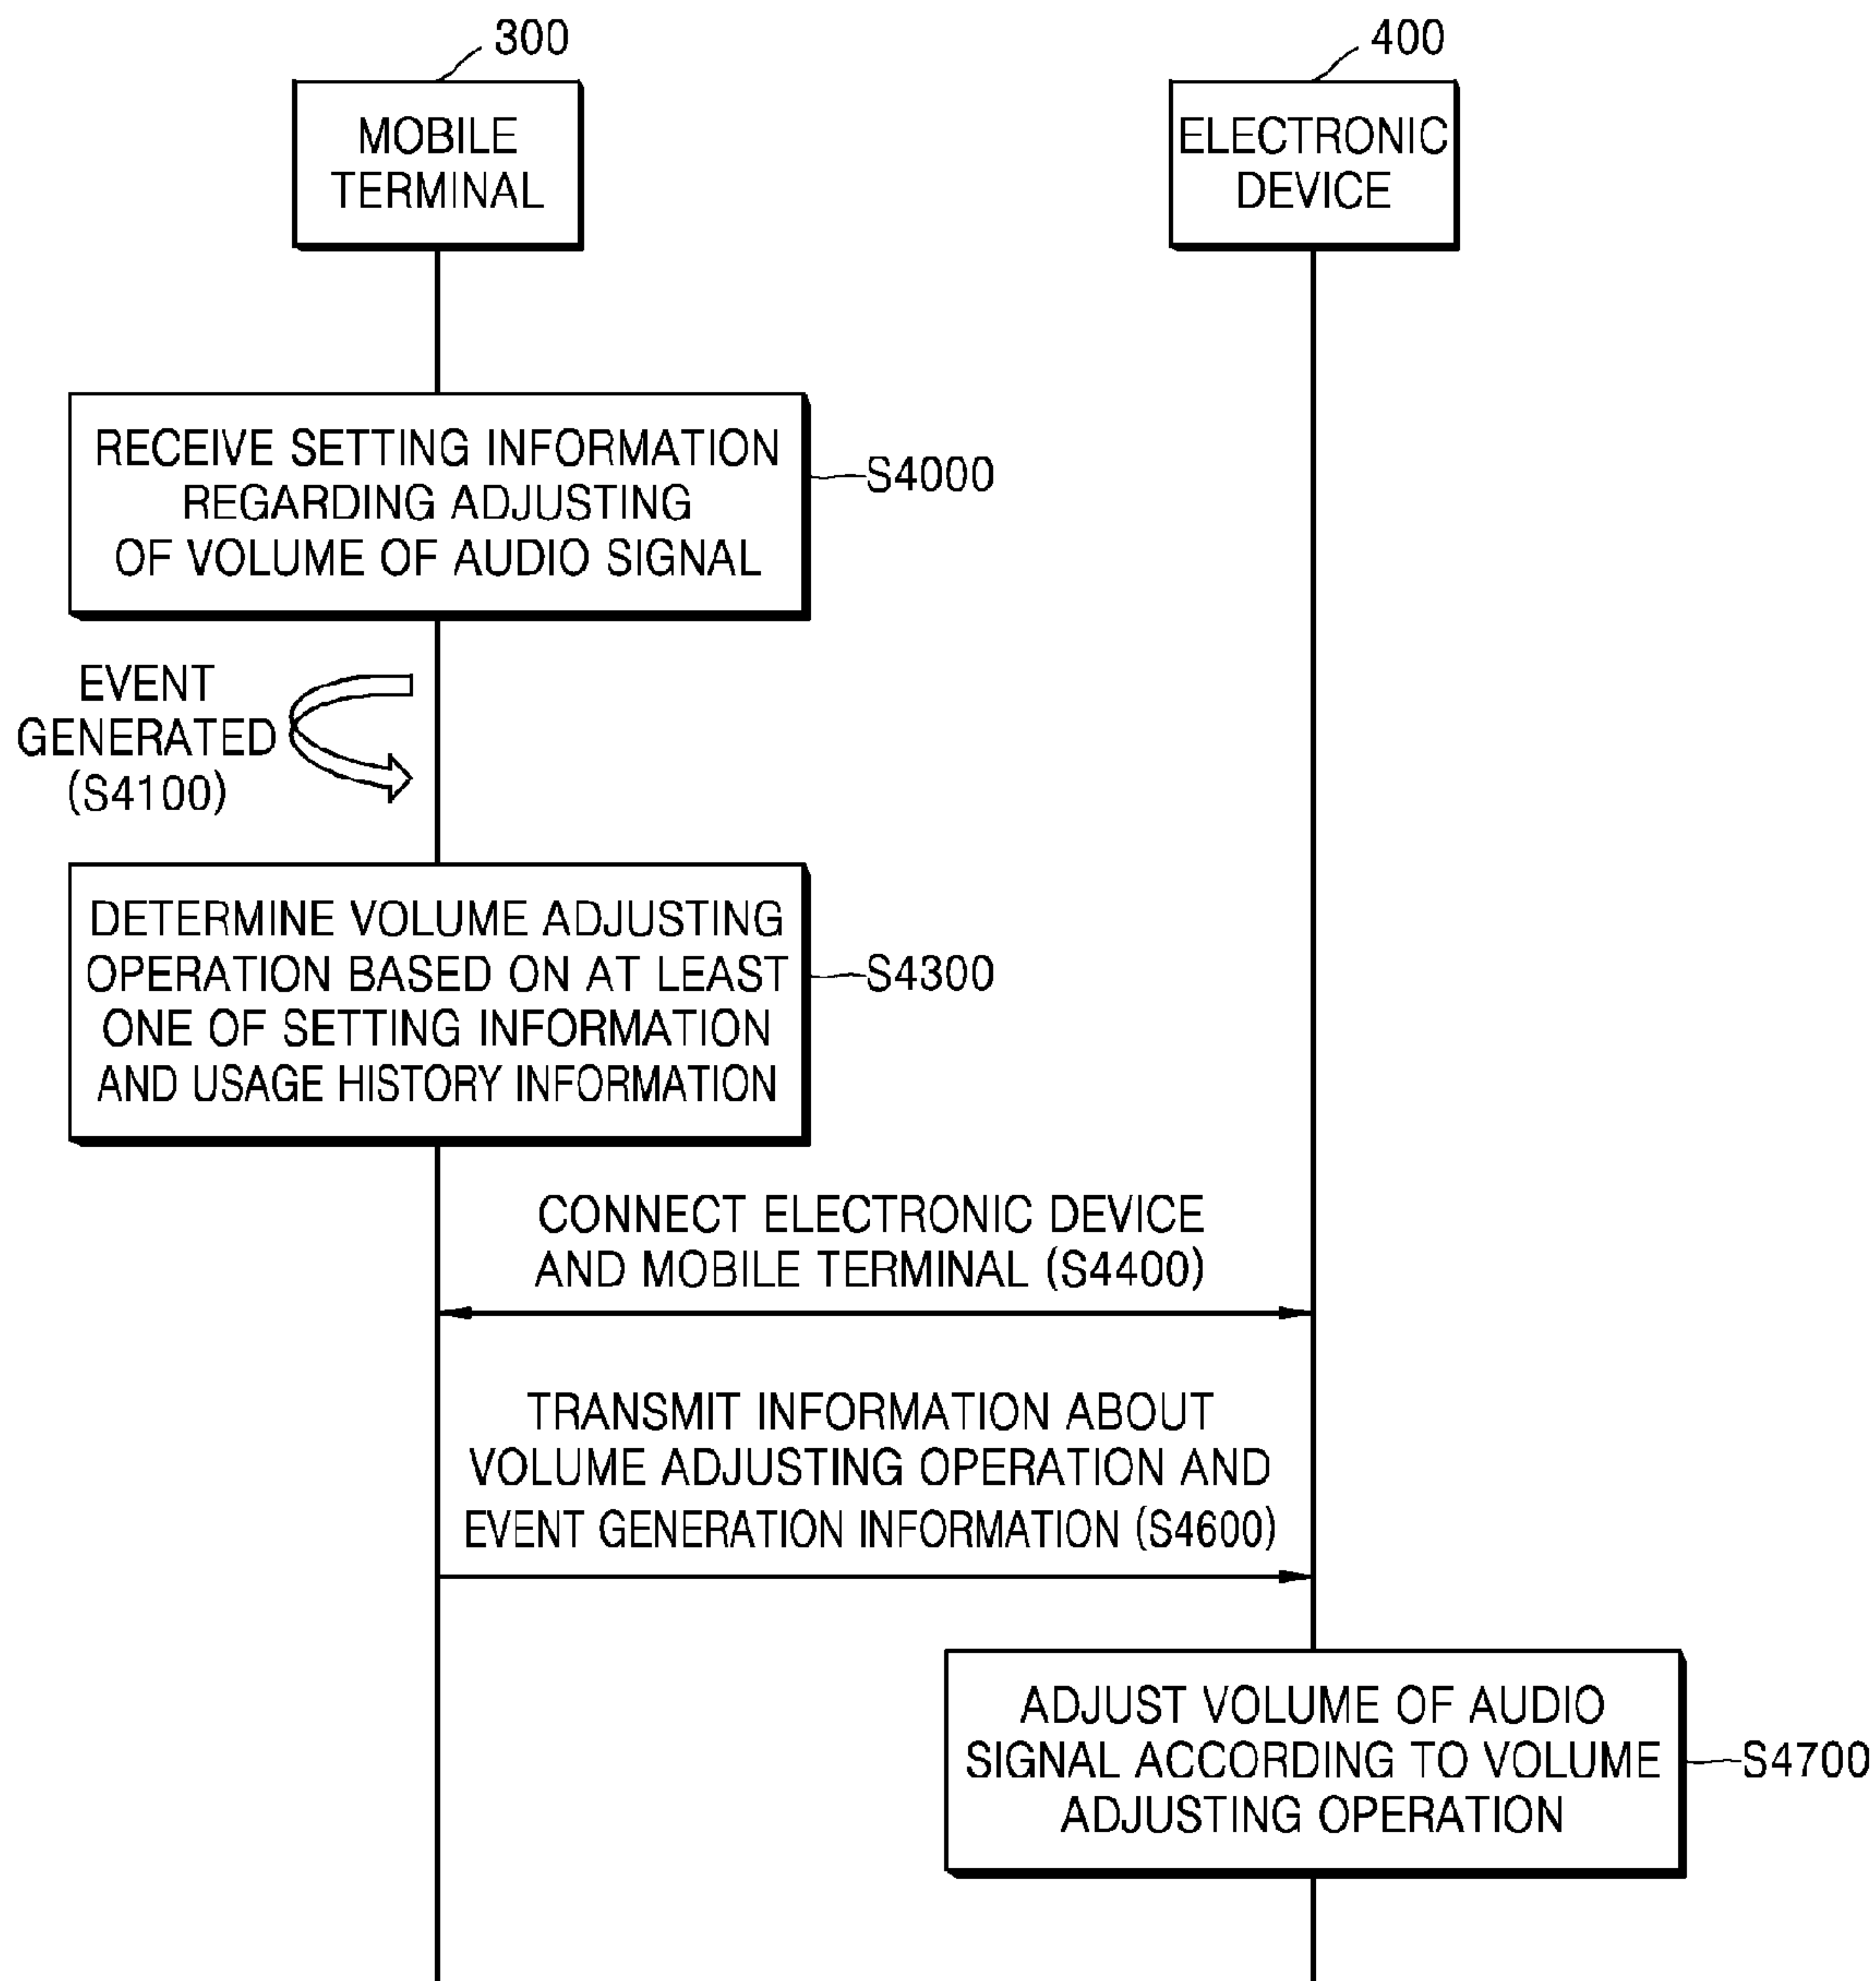 300
400
MOBILE
TERMINAL
ELECTRONIC
DEVICE
RECEIVE SETTING INFORMATION
REGARDING ADJUSTING
OF VOLUME OF AUDIO SIGNAL
S4000
EVENT
GENERATED
(S4100)
DETERMINE VOLUME ADJUSTING
OPERATION BASED ON AT LEAST
ONE OF SETTING INFORMATION
AND USAGE HISTORY INFORMATION
S4300
CONNECT ELECTRONIC DEVICE
AND MOBILE TERMINAL (S4400)
TRANSMIT INFORMATION ABOUT
VOLUME ADJUSTING OPERATION AND
EVENT GENERATION INFORMATION (S4600)
ADJUST VOLUME OF AUDIO
SIGNAL ACCORDING TO VOLUME
ADJUSTING OPERATION
S4700